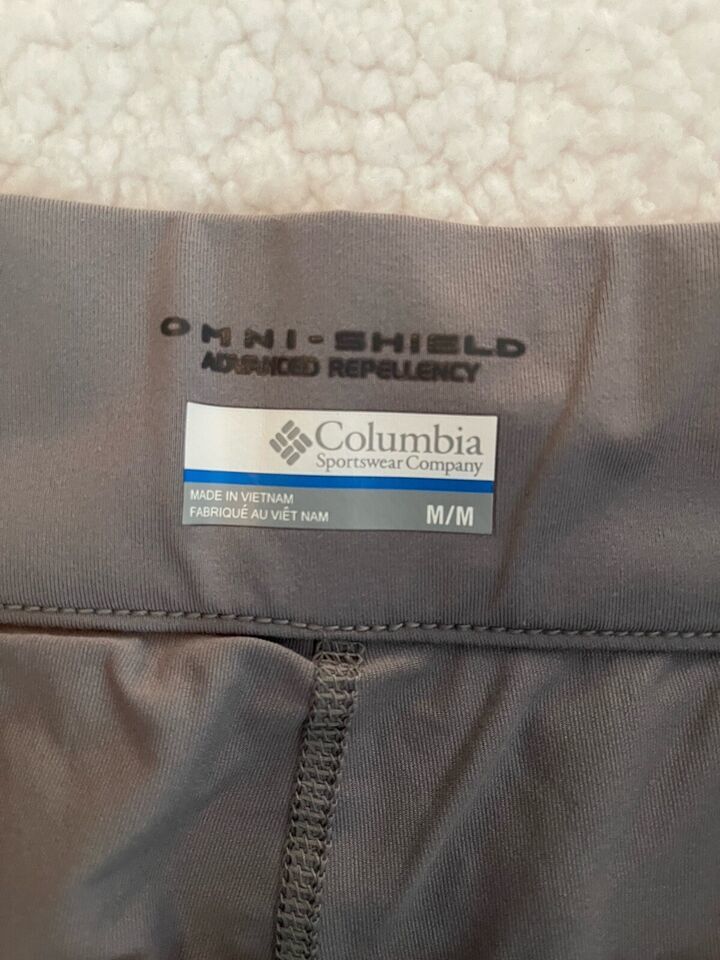 OMNI-SHIELD
ADVANCED REPELLENCY
Columbia
Sportswear Company
MADE IN VIETNAM
FABRIQUÉ AU VIÊT NAM
M/M